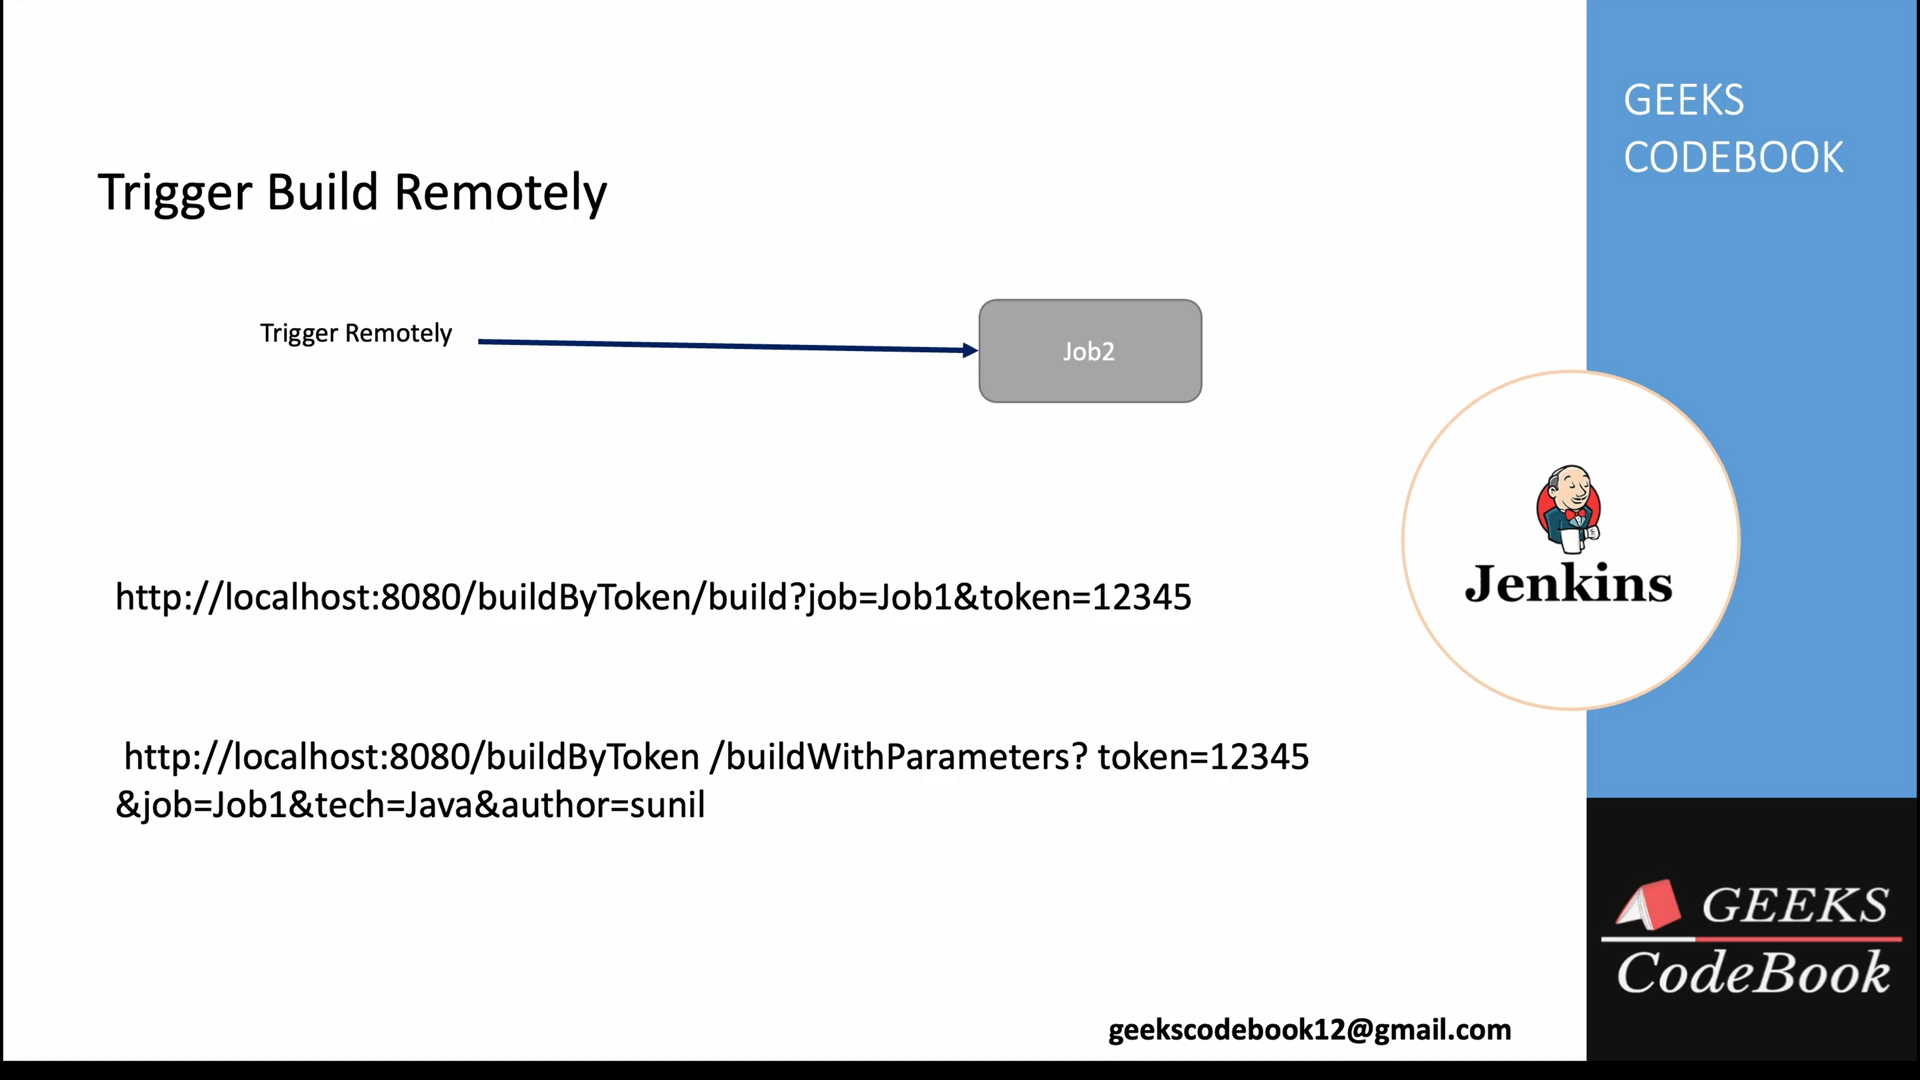 GEEKS
CODEBOOK
Trigger Build Remotely
Trigger Remotely
Job2
Jenkins
http://localhost:8080/buildByToken/build?job=Job1&token=12345
http://localhost:8080/buildByToken /buildWithParameters? token=12345
&job=Job1&tech=Java&author=sunil
GEEKS
CodeBook
geekscodebook12@gmail.com